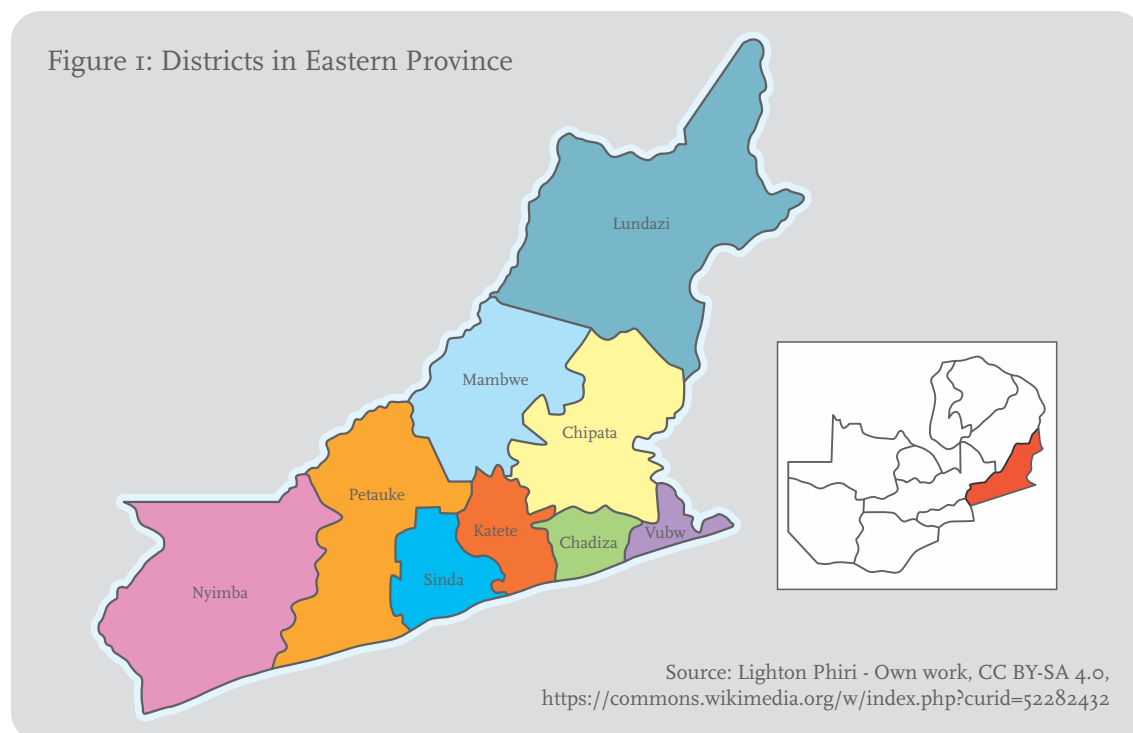 Figure 1: Districts in Eastern Province
Lundazi
Mambwe
Chipata
Petauke
Katete
Vubw
Chadiza
Sinda
Nyimba
Source: Lighton Phiri - Own work, CC BY-SA 4.0,
https://commons.wikimedia.org/w/index.php?curid=52282432